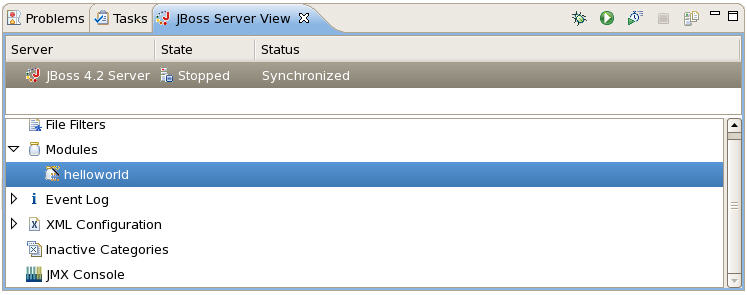 Problems Tasks JBoss Server View
Server State Status
JBoss 4.2 Server Stopped Synchronized
File Filters
Modules
helloworld
Event Log
XML Configuration
Inactive Categories
JMX Console